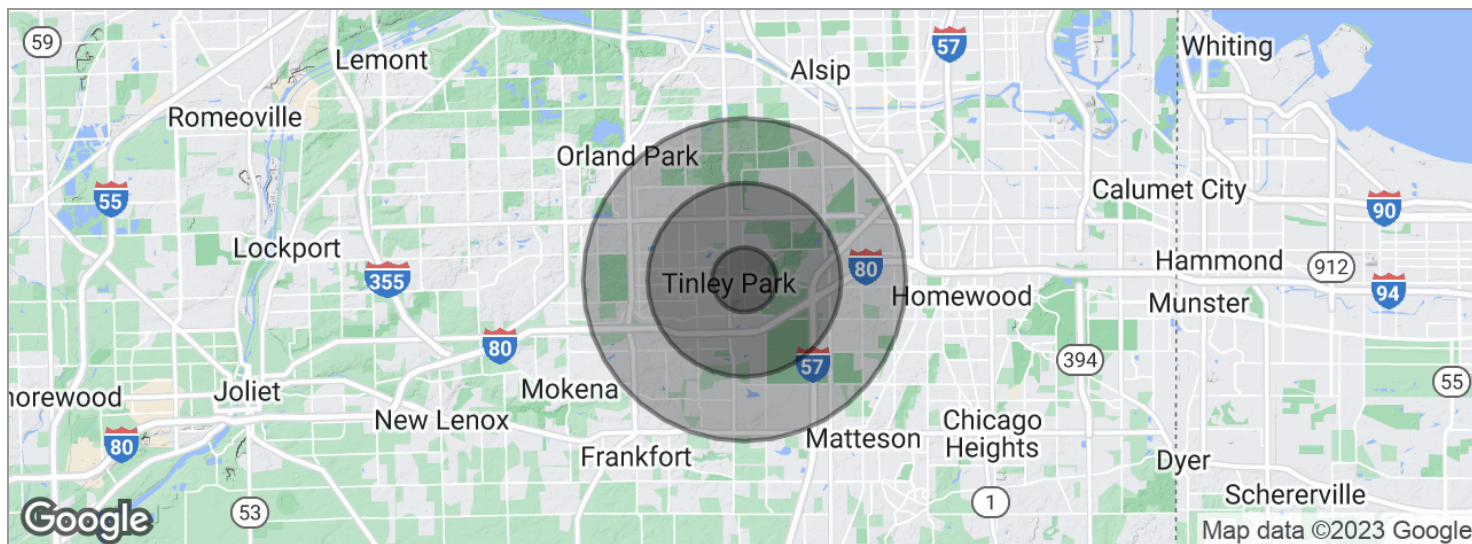 59
Lemont
57
Alsip
Whiting
Romeoville
Orland Park
55
Calumet City
90
Lockport
355
Tinley Park
80
Homewood
Hammond
912
94
Munster
80
57
394
55
Joliet
Mokena
horewood
New Lenox
80
Matteson
Chicago
Heights
Frankfort
Dyer
Schererville
53
1
Google
Map data ©2023 Google